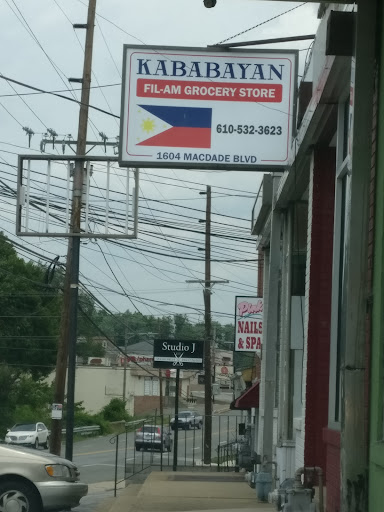 KABABAYAN
FIL-AM GROCERY STORE
610-532-3623
1604 MACDADE BLVD
Studio J
NAILS
& SPA